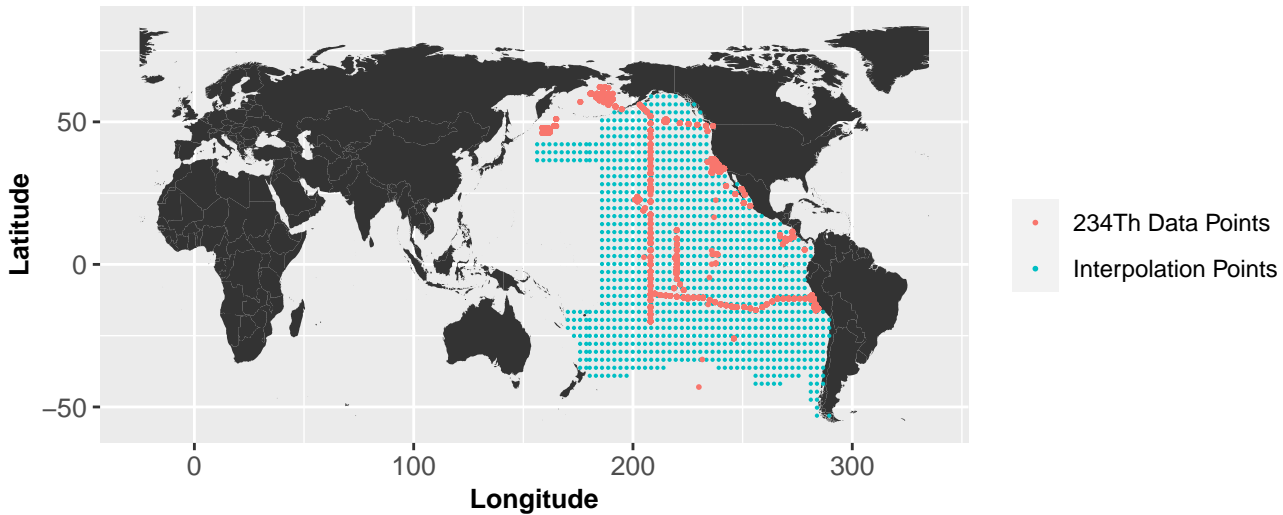 50
0
−50
Latitude
0
100
200
300
Longitude
234Th Data Points
Interpolation Points